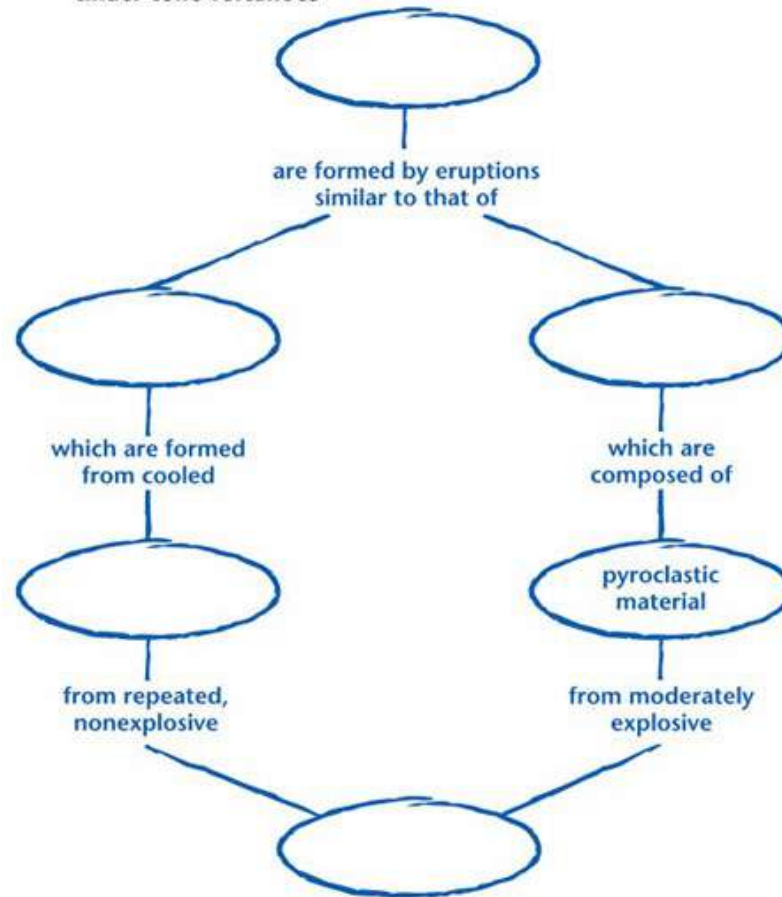 are formed by eruptions
similar to that of
which are formed
from cooled
which are
composed of
pyroclastic
material
from repeated,
nonexplosive
from moderately
explosive